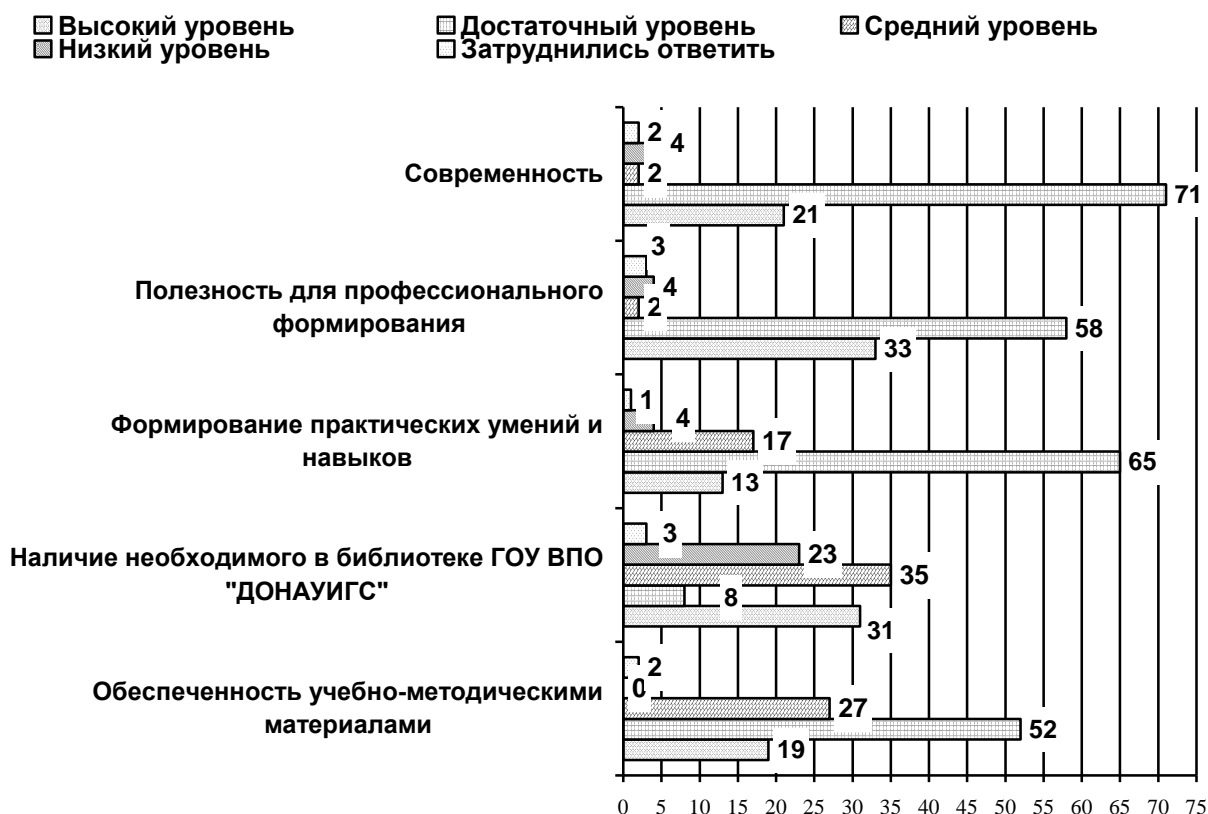 Высокий уровень Достаточный уровень Средний уровень
Низкий уровень Затруднились ответить
2
4
Современность 2
71
21
3
4
Полезность для профессионального
2
формирования 58
33
1
4
Формирование практических умений и
17
навыков 65
13
3
Наличие необходимого в библиотеке ГОУ ВПО 23
35
"ДОНАУИГС" 8
31
2
0
Обеспеченность учебно-методическими
27
материалами 52
19
0 5 10 15 20 25 30 35 40 45 50 55 60 65 70 75